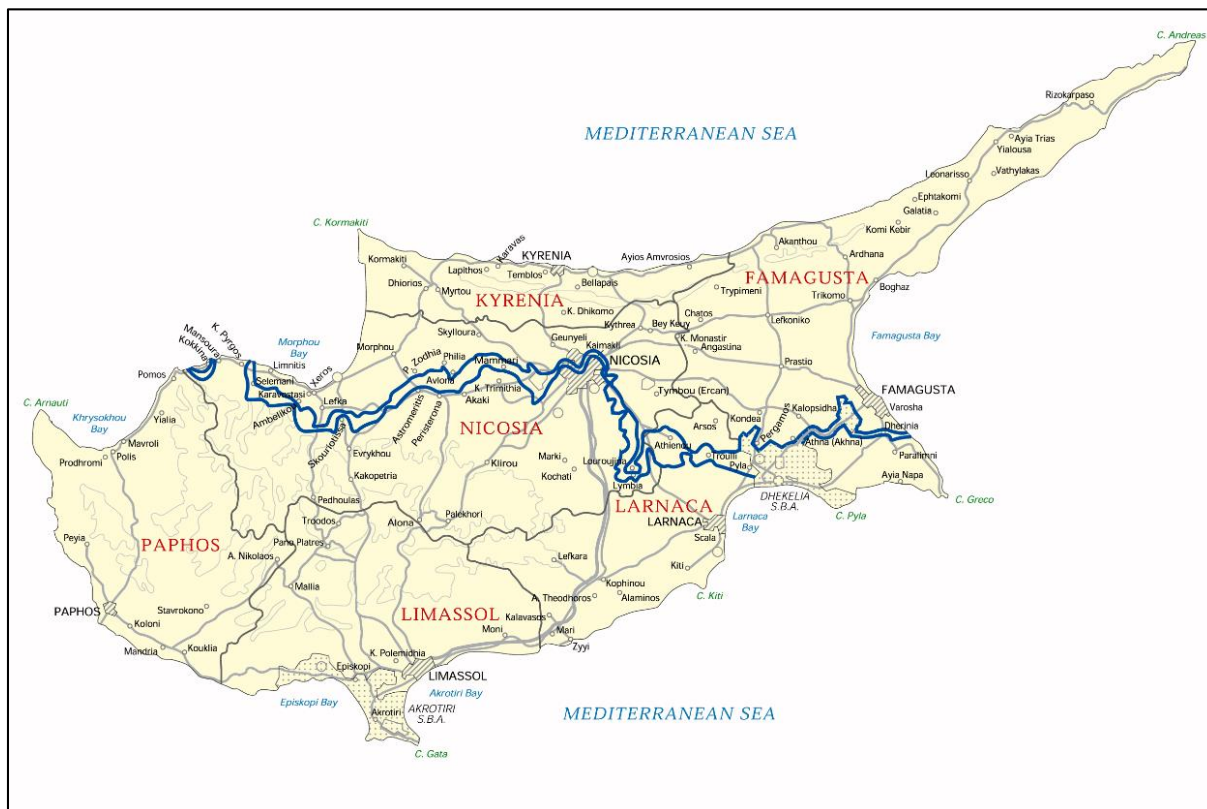 C. Andreas
Rizokarpaso
MEDITERRANEAN SEA
Ayia Trias
Yialousa
Vathylakas
Leonarisso
Ephtakomi
Galatia
Komi Kebir
C. Kormakiti
Akanthou
Ardhana
Kormakiti
Lapithos
Karavas
KYRENIA
Temblos
Ayios Amvrosios
FAMAGUSTA
Dhiorios
Bellapais
Boghaz
Myrtou
KYRENIA
Trypimeni
Trikomo
K. Dhikomo
Chatos
Lefkoniko
Skylloura
Kythrea
Bey Keuy
Famagusta Bay
Geunyeli
K. Monastir
Angastina
Kaimakli
Morphou
Bay
K. Pyrgos
Mansoura
Kokkina
Limnitis
Xeros
Morphou
P. Zodhia
Philia
Mammari
NICOSIA
Prastio
Pomos
Selemani
Karavastasi
Avlona
K. Trimithia
Tymbou (Ercan)
FAMAGUSTA
C. Arnauti
Khrysokhou
Bay
Yialia
Ambelikou
Lefka
Skouriotissa
Astromeritis
Peristerona
Akaki
NICOSIA
Arsos
Kondea
Pergamos
Kalopsidha
Varosha
Dherinia
Mavroli
Polis
Prodhromi
Evrykhou
Kakopetria
Klirou
Marki
Kochati
Louroujina
Lymbia
Athienou
Troulli
Pyla
Athna (Akhna)
Paralimni
Ayia Napa
DHEKELIA
S.B.A.
C. Greco
C. Pyla
Larnaca
Bay
LARNACA
LARNACA
Scala
Pedhoulas
Alona
Palekhori
Troodos
Pano Platres
PAPHOS
Peyia
A. Nikolaos
Lefkara
Kiti
C. Kiti
Mallia
Kophinou
Alaminos
A. Theodhoros
PAPHOS
Stavrokono
Koloni
LIMASSOL
Kalavasos
Moni
Mari
Zyyi
Mandria
Kouklia
K. Polemidhia
Episkopi
LIMASSOL
Episkopi Bay
Akrotiri Bay
Akrotiri
AKROTIRI
S.B.A.
MEDITERRANEAN SEA
C. Gata